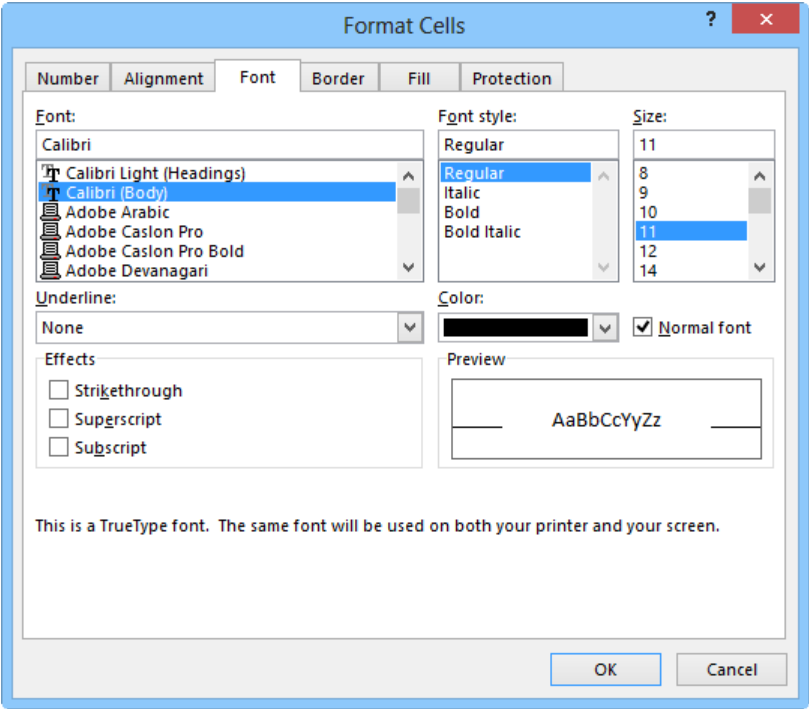 Format Cells
?
Number Alignment Font Border Fill Protection
Font: Font style: Size:
Calibri Regular 11
Calibri Light (Headings) Regular 8
Calibri (Body) Italic 9
Adobe Arabic Bold 10
Adobe Caslon Pro Bold Italic 11
Adobe Caslon Pro Bold 12
Adobe Devanagari 14
Underline: Color:
None Normal font
Effects Preview
Strikethrough
Superscript AaBbCcYyZz
Subscript
This is a TrueType font.  The same font will be used on both your printer and your screen.
OK Cancel